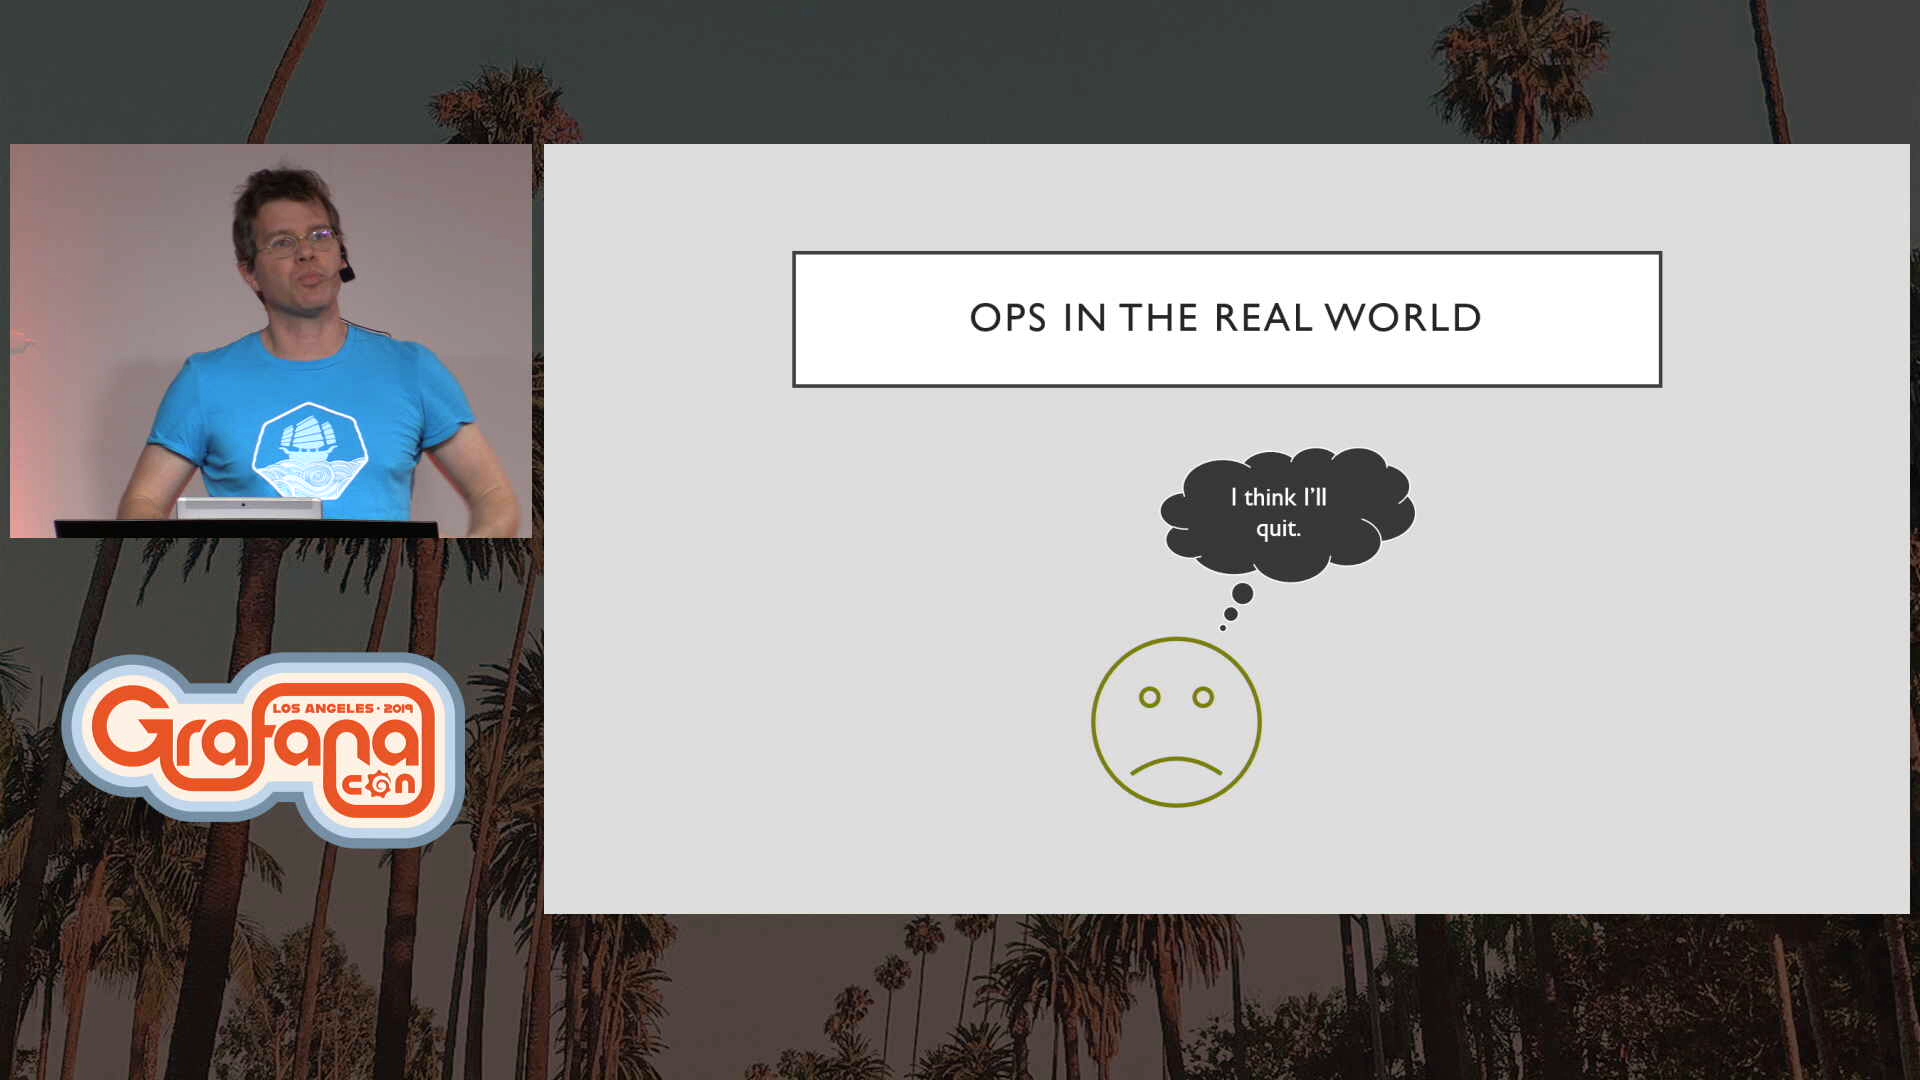 OPS IN THE REAL WORLD
I think I'll
quit.
LOS ANGELES · 2019
Grafana
con